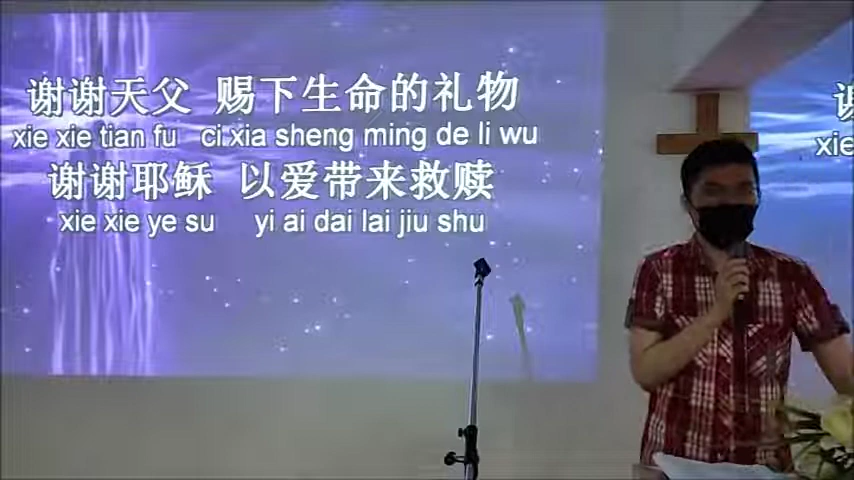 谢谢天父 赐下生命的礼物
xie xie tian fu ci xia sheng ming de li wu
谢谢耶稣 以爱带来救赎
xie xie ye su yi ai dai lai jiu shu
谢
xie